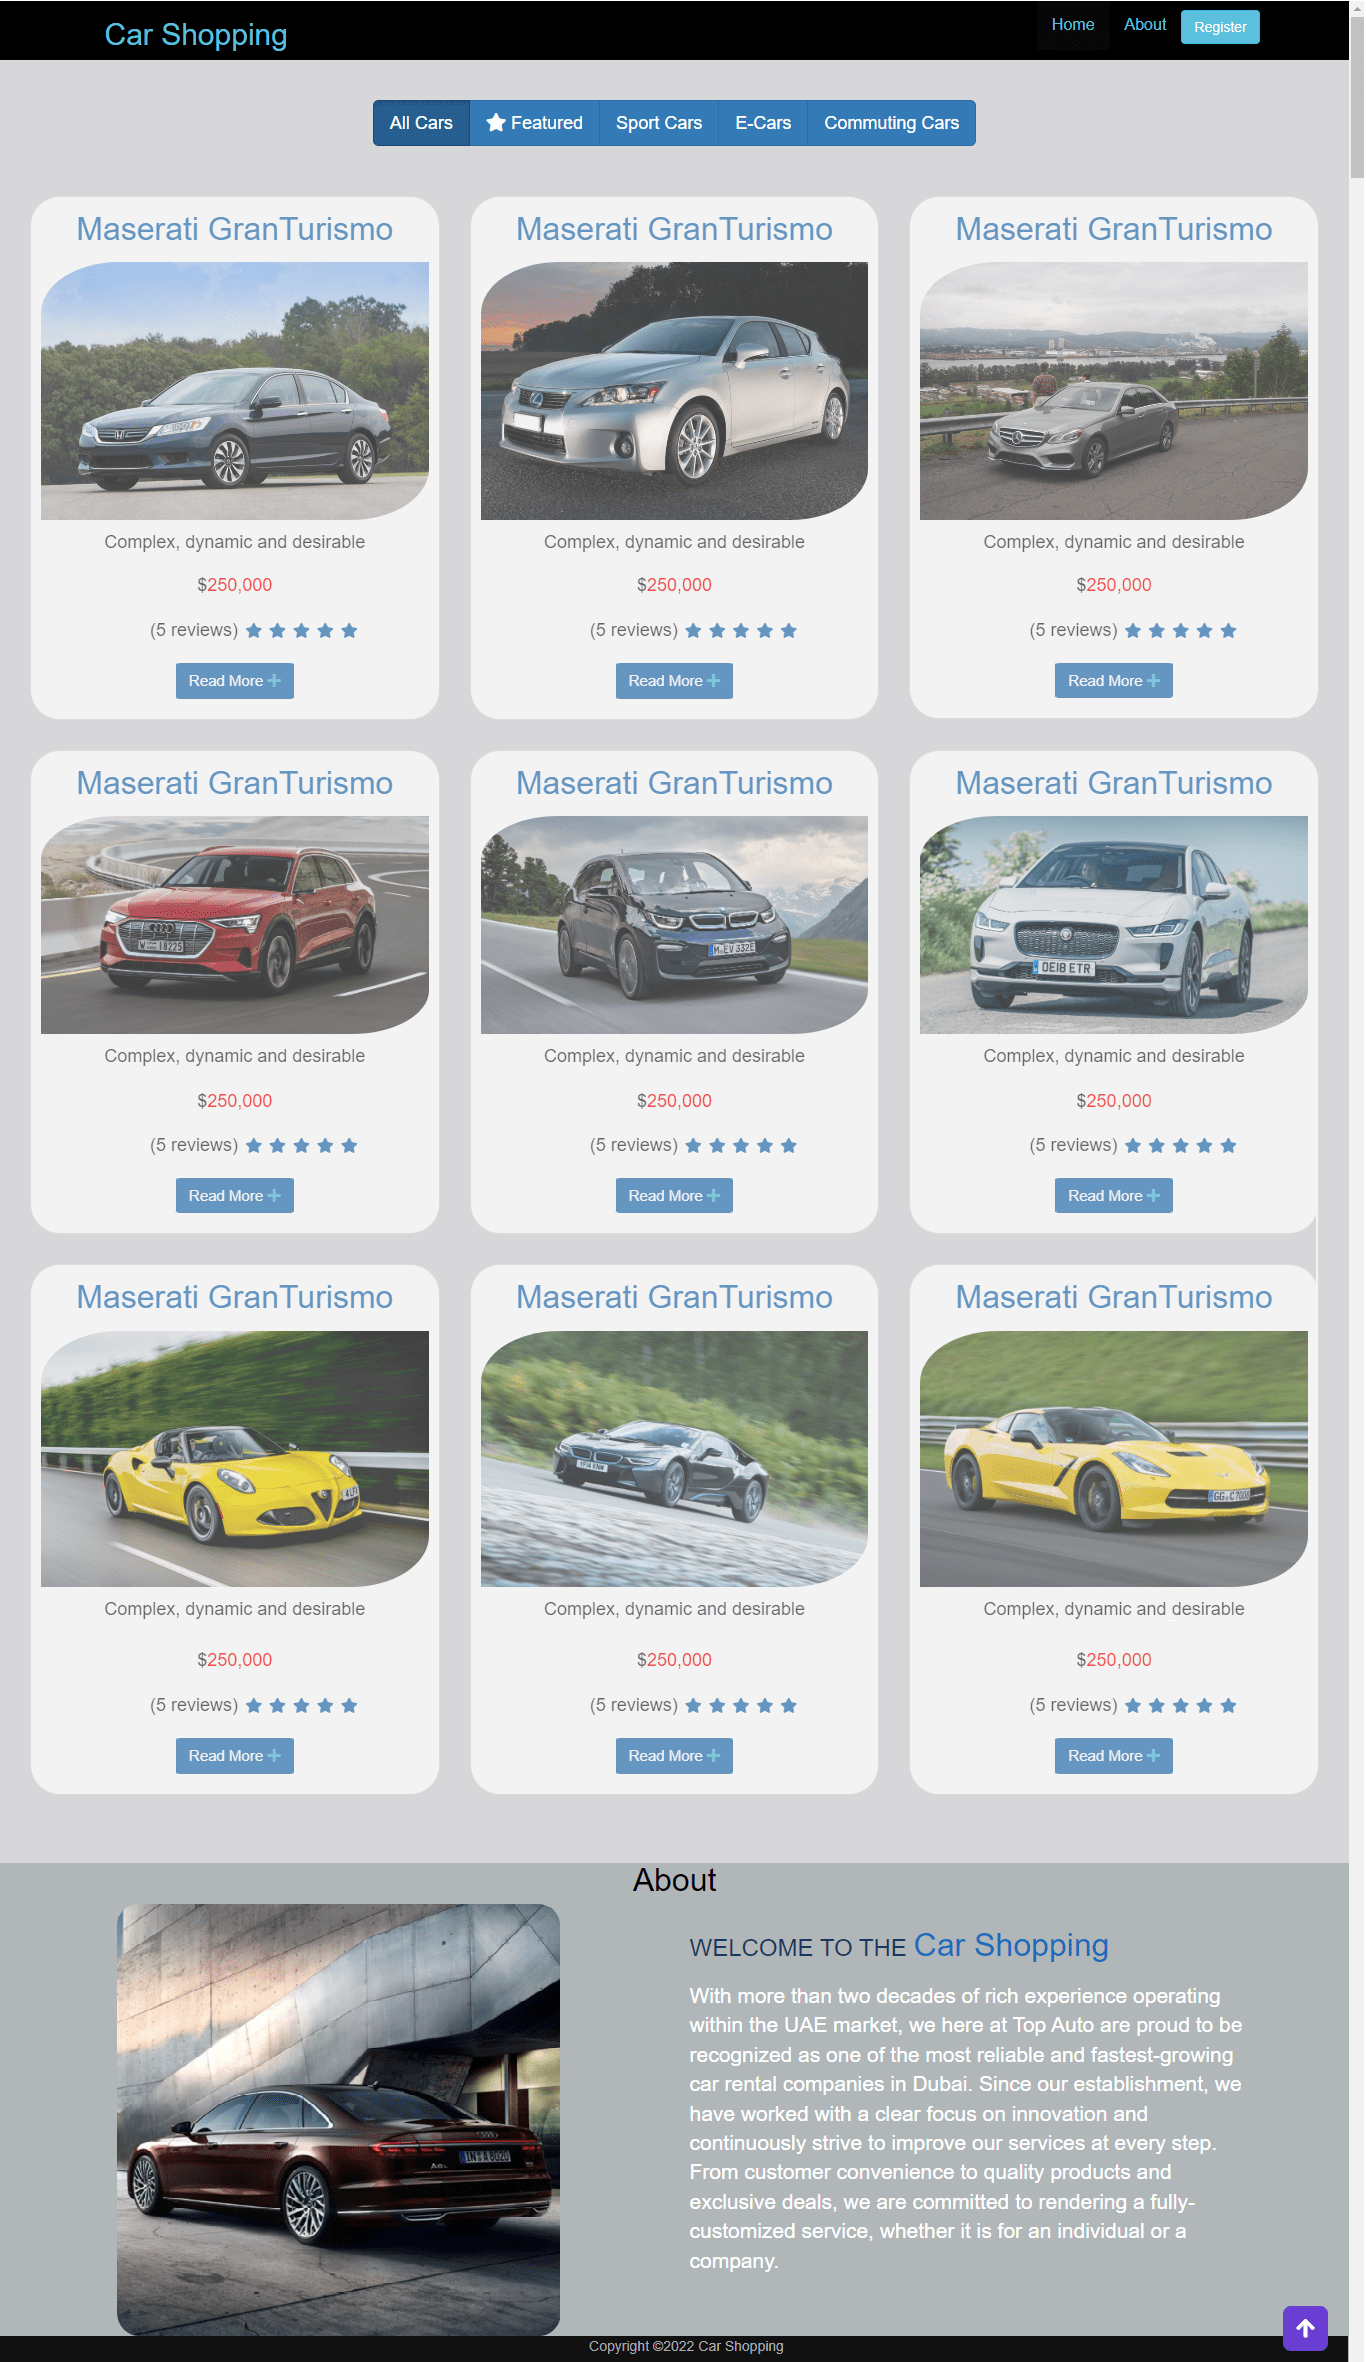 Car Shopping
Home About Register
All Cars Featured Sport Cars E-Cars Commuting Cars
Maserati GranTurismo
Complex, dynamic and desirable
$250,000
(5 reviews)
Read More
Maserati GranTurismo
Complex, dynamic and desirable
$250,000
(5 reviews)
Read More
Maserati GranTurismo
Complex, dynamic and desirable
$250,000
(5 reviews)
Read More
Maserati GranTurismo
W 18225
Complex, dynamic and desirable
$250,000
(5 reviews)
Read More
Maserati GranTurismo
M EV 332E
Complex, dynamic and desirable
$250,000
(5 reviews)
Read More
Maserati GranTurismo
OE18 ETR
Complex, dynamic and desirable
$250,000
(5 reviews)
Read More
Maserati GranTurismo
Complex, dynamic and desirable
$250,000
(5 reviews)
Read More
Maserati GranTurismo
YF14 KNM
Complex, dynamic and desirable
$250,000
(5 reviews)
Read More
Maserati GranTurismo
GG C7008
Complex, dynamic and desirable
$250,000
(5 reviews)
Read More
About
IN A 8020
WELCOME TO THE Car Shopping
With more than two decades of rich experience operating
within the UAE market, we here at Top Auto are proud to be
recognized as one of the most reliable and fastest-growing
car rental companies in Dubai. Since our establishment, we
have worked with a clear focus on innovation and
continuously strive to improve our services at every step.
From customer convenience to quality products and
exclusive deals, we are committed to rendering a fully-
customized service, whether it is for an individual or a
company.
Copyright ©2022 Car Shopping